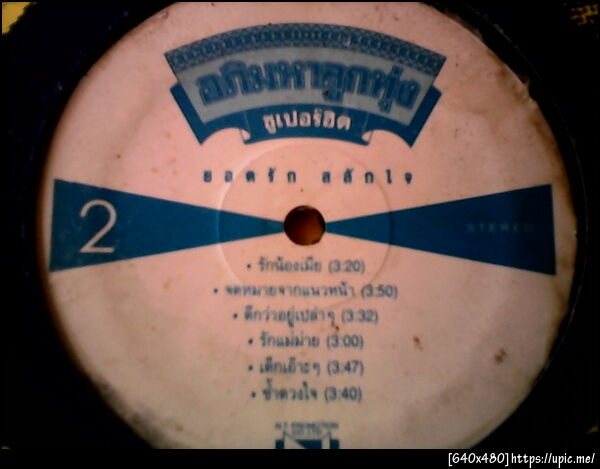 อภิมหาลูกทุ่ง
ซูเปอร์ฮิต
ยอดรัก สลักใจ
2
STEREO
• รักน้องเมีย (3:20)
• จดหมายจากแนวหน้า (3:50)
• ดีกว่าอยู่เปล่าๆ (3:32)
• รักแม่ม่าย (3:00)
• เด็กเอ๊าะๆ (3:47)
• ช้ำดวงใจ (3:40)
PROMOTION
CO.,LTD.
[640x480]https://upic.me/